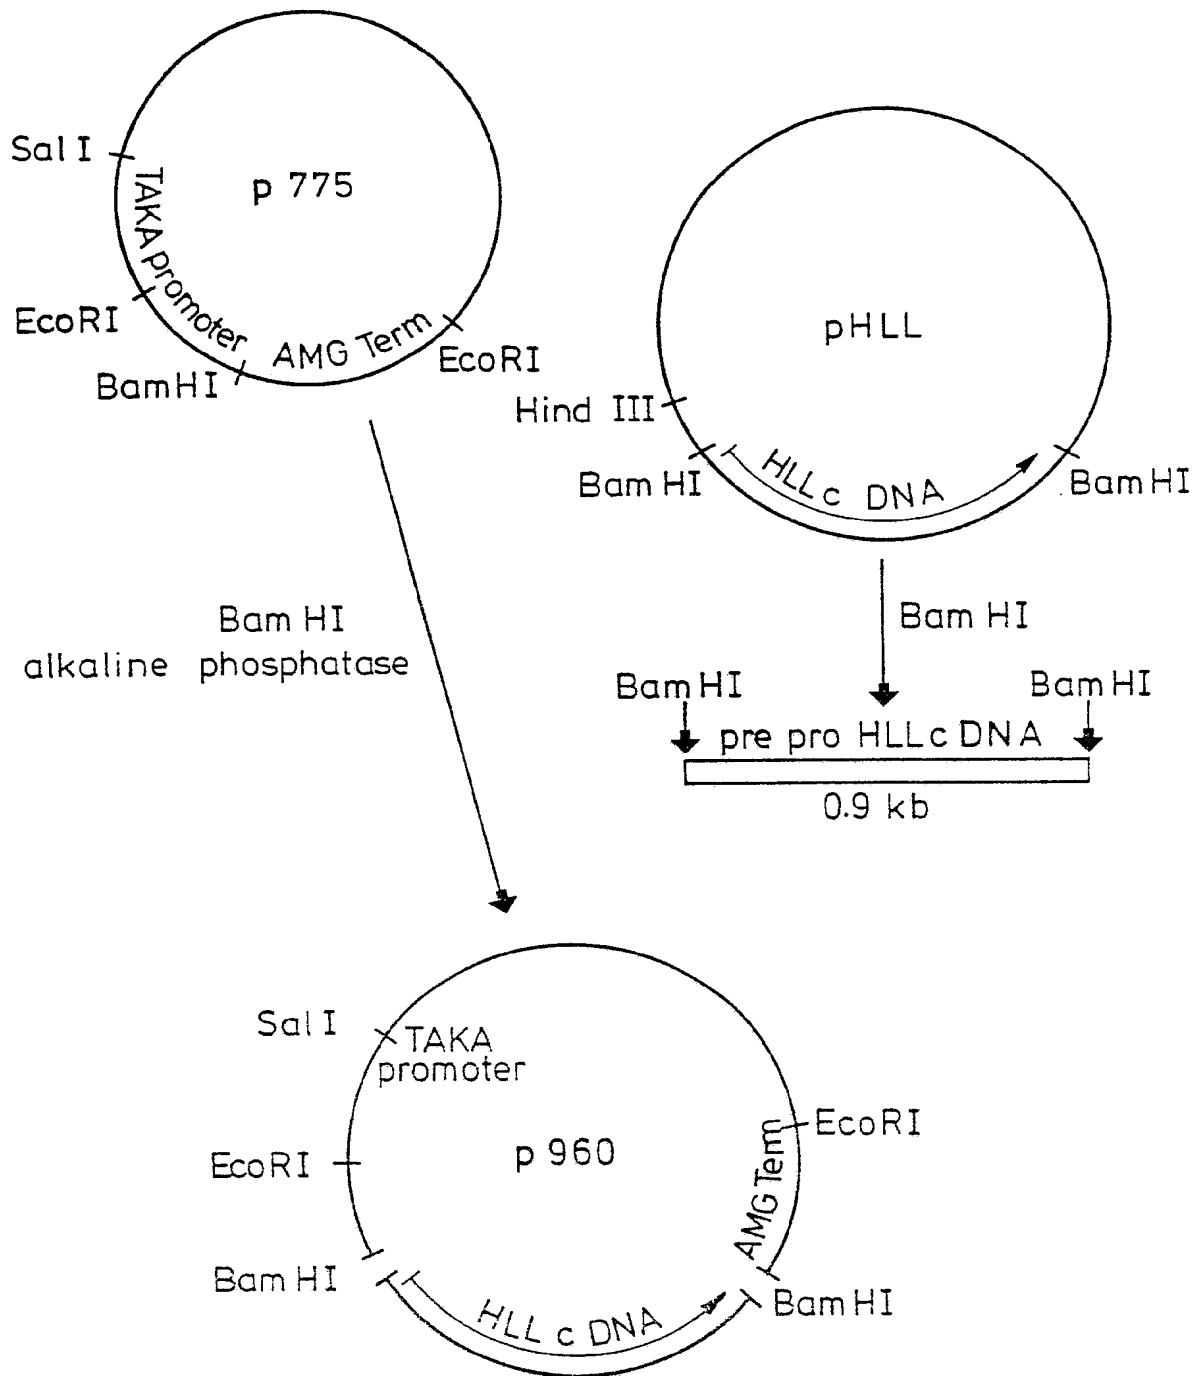 Sal I
p 775
TAKA promoter
EcoRI
BamHI
AMG Term
EcoRI
pHLL
Hind III
Bam HI
HLL c DNA
Bam HI
Bam HI
alkaline phosphatase
Bam HI
Bam HI
Bam HI
pre pro HLL c DNA
0.9 kb
Sal I
TAKA
promoter
EcoRI
p 960
EcoRI
AMG Term
Bam HI
HLL c DNA
Bam HI